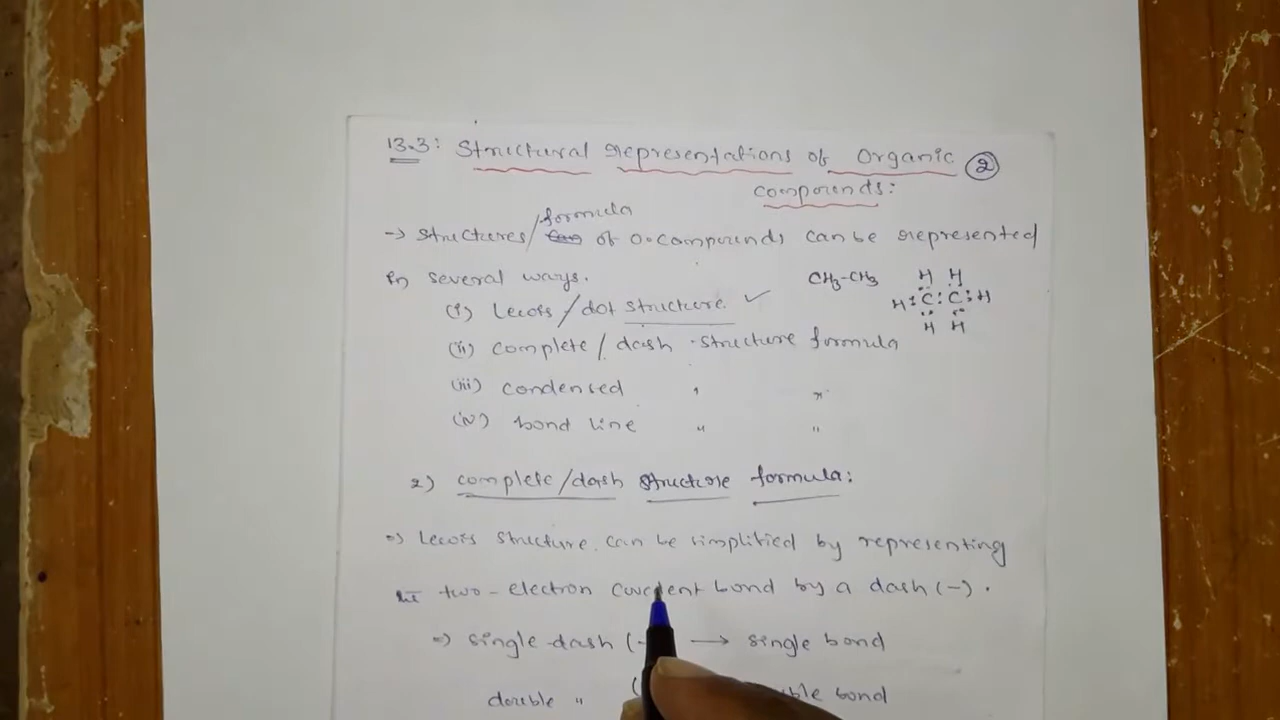 13.3: Structural representations of Organic ②
compounds:
formula
-> structures/ of o.compounds can be represented
in several ways.
CH3-CH3
H H
(i) Lewis/dot structure ✓
H : C : C : H
H H
(ii) complete/dash structure formula
(iii) condensed " "
(iv) bond line " "
2) complete/dash structure formula:
=> Lewis structure can be simplified by representing
two-electron covalent bond by a dash (-).
=> single dash (- → single bond
double " ( bond